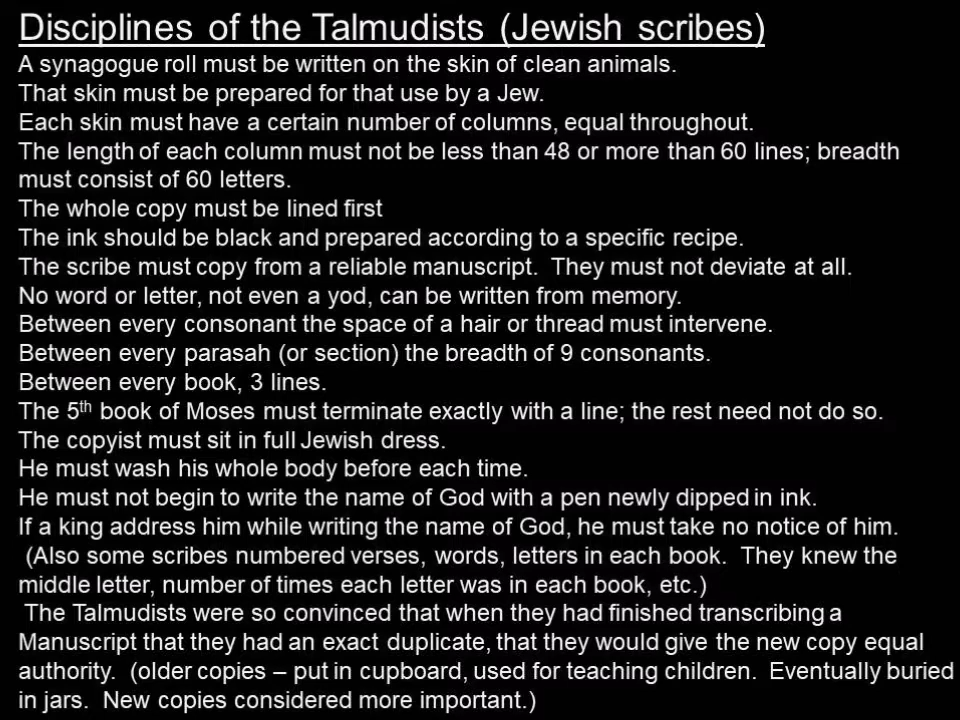 Disciplines of the Talmudists (Jewish scribes)
A synagogue roll must be written on the skin of clean animals.
That skin must be prepared for that use by a Jew.
Each skin must have a certain number of columns, equal throughout.
The length of each column must not be less than 48 or more than 60 lines; breadth
must consist of 60 letters.
The whole copy must be lined first
The ink should be black and prepared according to a specific recipe.
The scribe must copy from a reliable manuscript.  They must not deviate at all.
No word or letter, not even a yod, can be written from memory.
Between every consonant the space of a hair or thread must intervene.
Between every parasah (or section) the breadth of 9 consonants.
Between every book, 3 lines.
The 5th book of Moses must terminate exactly with a line; the rest need not do so.
The copyist must sit in full Jewish dress.
He must wash his whole body before each time.
He must not begin to write the name of God with a pen newly dipped in ink.
If a king address him while writing the name of God, he must take no notice of him.
(Also some scribes numbered verses, words, letters in each book.  They knew the
middle letter, number of times each letter was in each book, etc.)
The Talmudists were so convinced that when they had finished transcribing a
Manuscript that they had an exact duplicate, that they would give the new copy equal
authority.  (older copies – put in cupboard, used for teaching children.  Eventually buried
in jars.  New copies considered more important.)